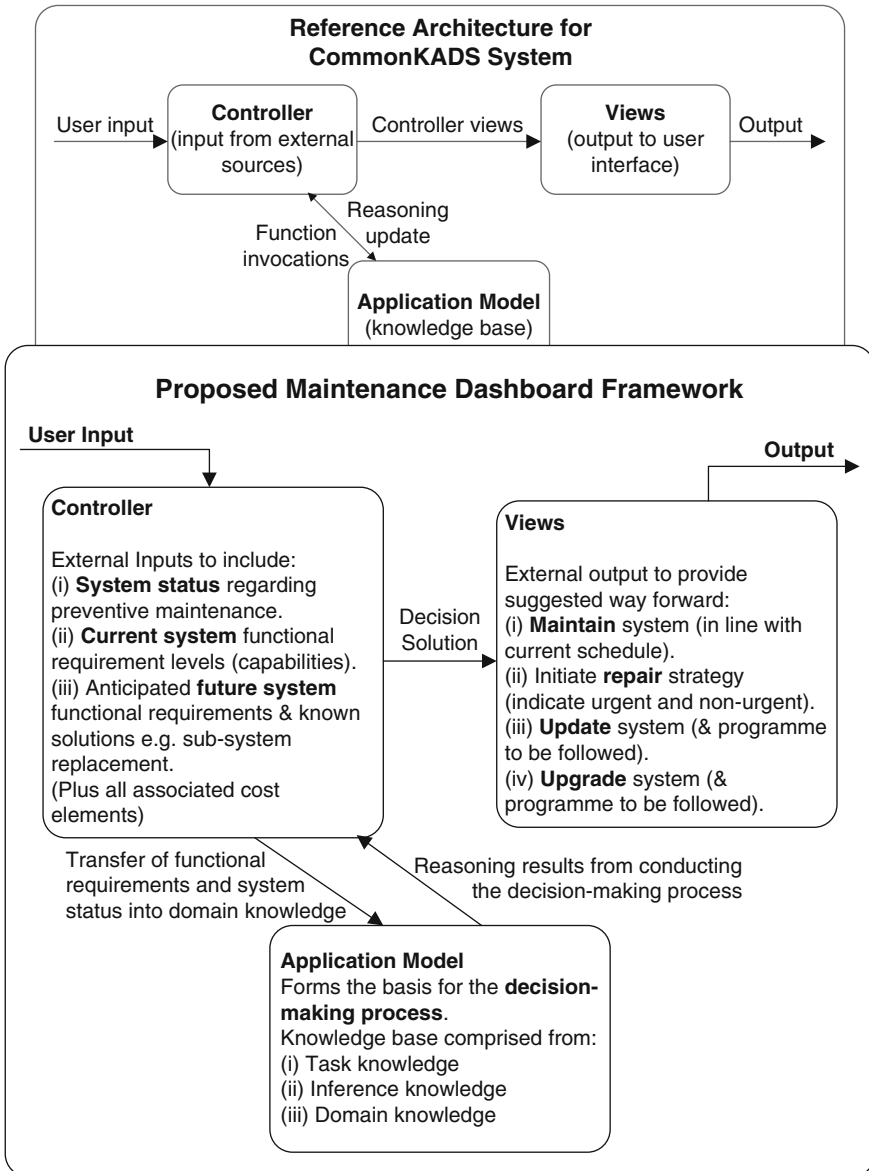 Reference Architecture for
CommonKADS System
User input
Controller
(input from external
sources)
Controller views
Views
(output to user
interface)
Output
Reasoning
update
Function
invocations
Application Model
(knowledge base)
Proposed Maintenance Dashboard Framework
User Input
Output
Controller
External Inputs to include:
(i) System status regarding
preventive maintenance.
(ii) Current system functional
requirement levels (capabilities).
(iii) Anticipated future system
functional requirements & known
solutions e.g. sub-system
replacement.
(Plus all associated cost
elements)
Decision
Solution
Views
External output to provide
suggested way forward:
(i) Maintain system (in line with
current schedule).
(ii) Initiate repair strategy
(indicate urgent and non-urgent).
(iii) Update system (& programme
to be followed).
(iv) Upgrade system (&
programme to be followed).
Transfer of functional
requirements and system
status into domain knowledge
Reasoning results from conducting
the decision-making process
Application Model
Forms the basis for the decision-
making process.
Knowledge base comprised from:
(i) Task knowledge
(ii) Inference knowledge
(iii) Domain knowledge